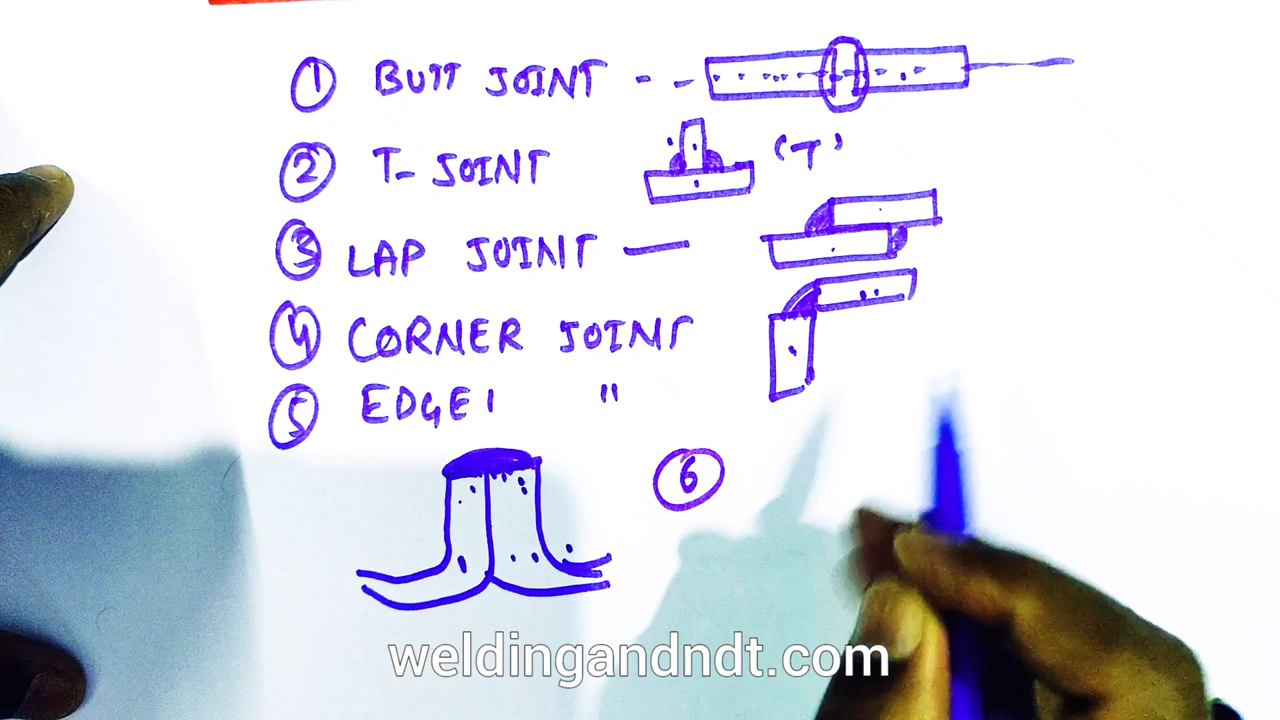 ① BUTT JOINT - -
② T- JOINT ‘T’
③ LAP JOINT —
④ CORNER JOINT
⑤ EDGE "
⑥
weldingandndt.com